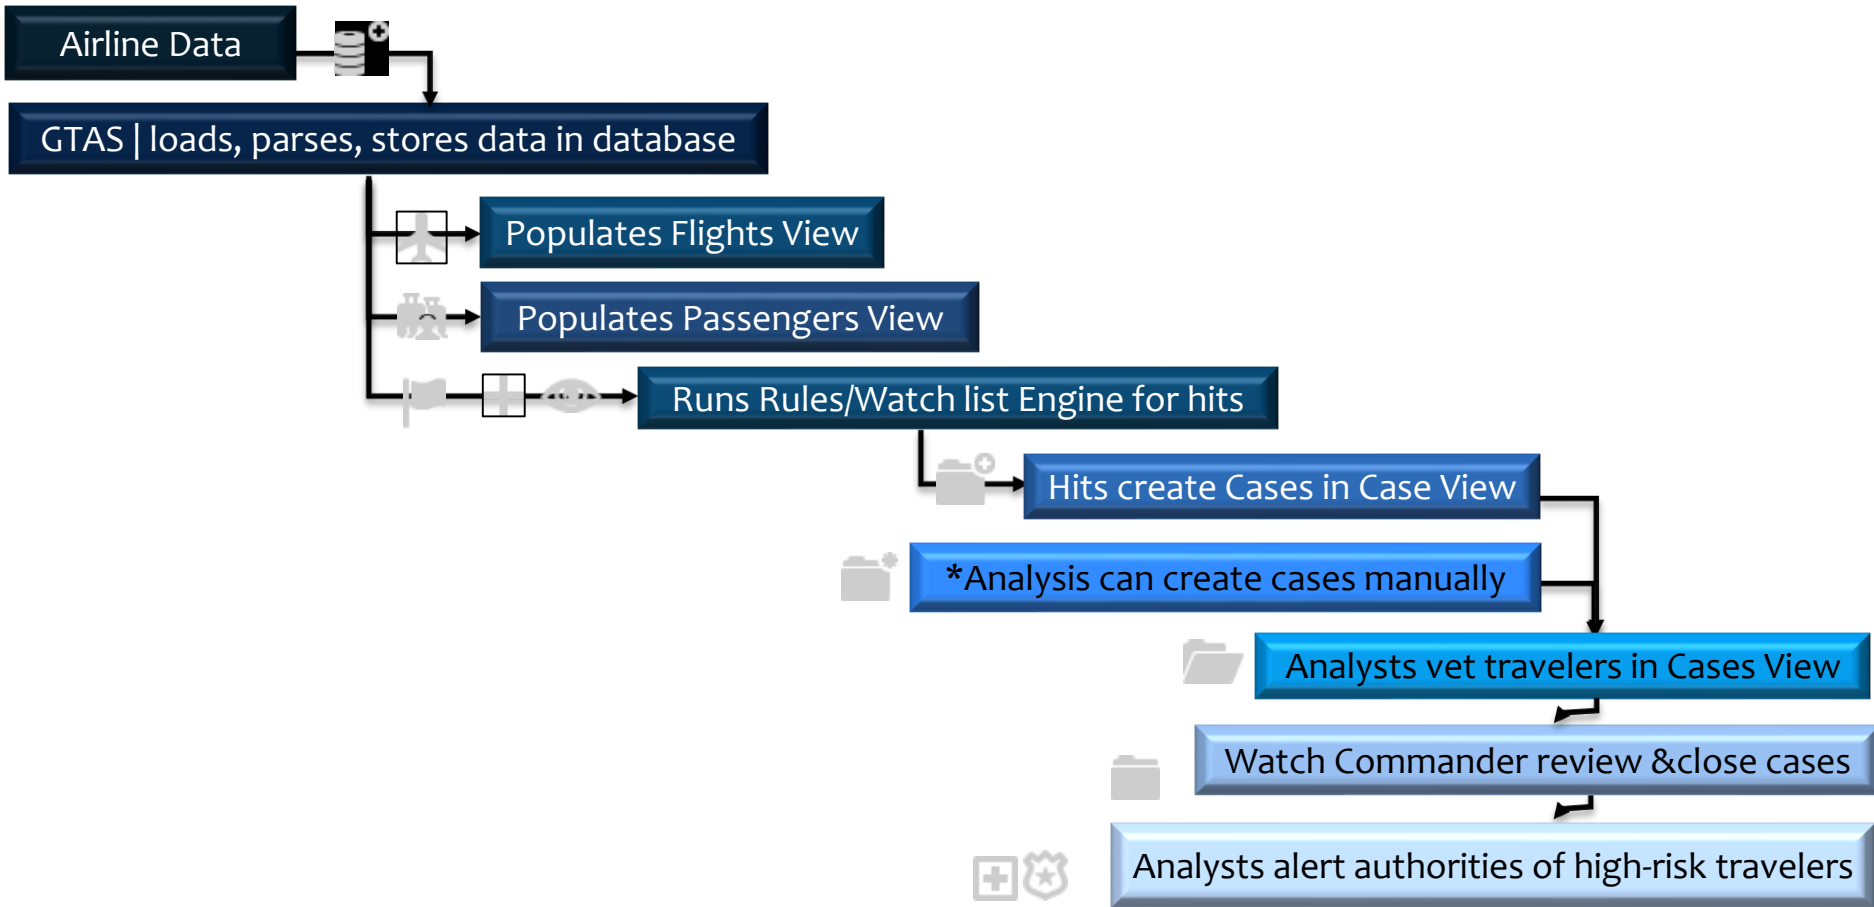 Airline Data
GTAS | loads, parses, stores data in database
Populates Flights View
Populates Passengers View
Runs Rules/Watch list Engine for hits
Hits create Cases in Case View
*Analysis can create cases manually
Analysts vet travelers in Cases View
Watch Commander review &close cases
Analysts alert authorities of high-risk travelers